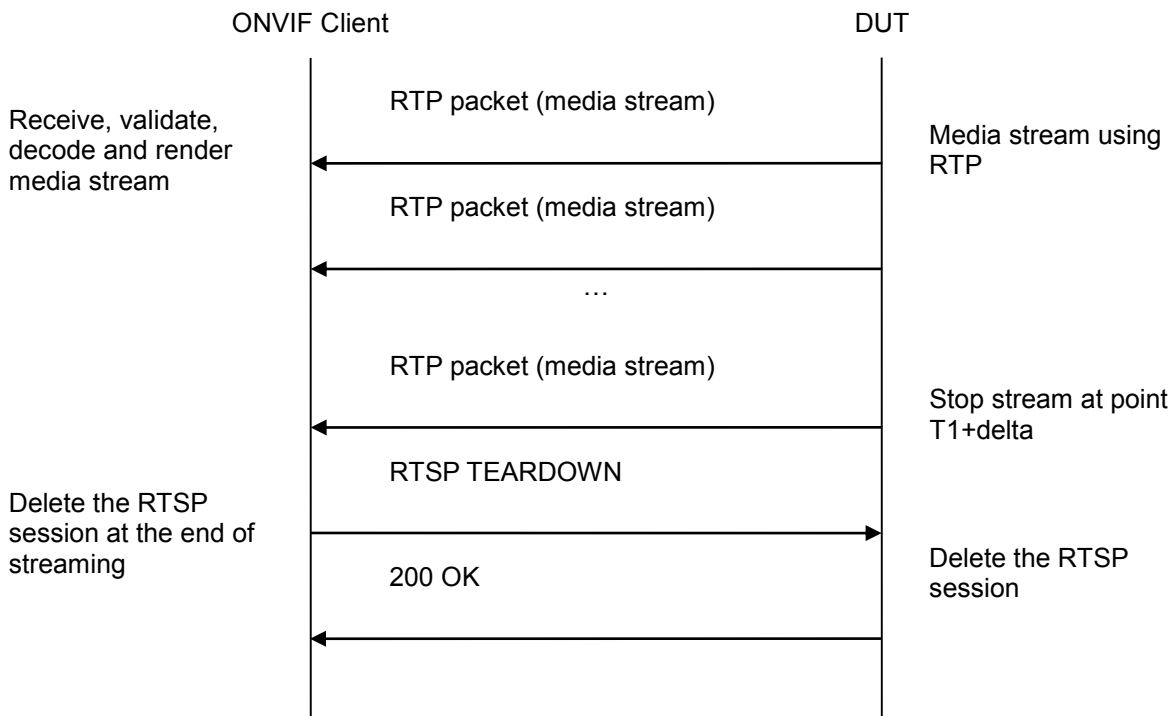 ONVIF Client
DUT
RTP packet (media stream)
Receive, validate,
decode and render
media stream
Media stream using
RTP
RTP packet (media stream)
…
RTP packet (media stream)
Stop stream at point
T1+delta
RTSP TEARDOWN
Delete the RTSP
session at the end of
streaming
200 OK
Delete the RTSP
session